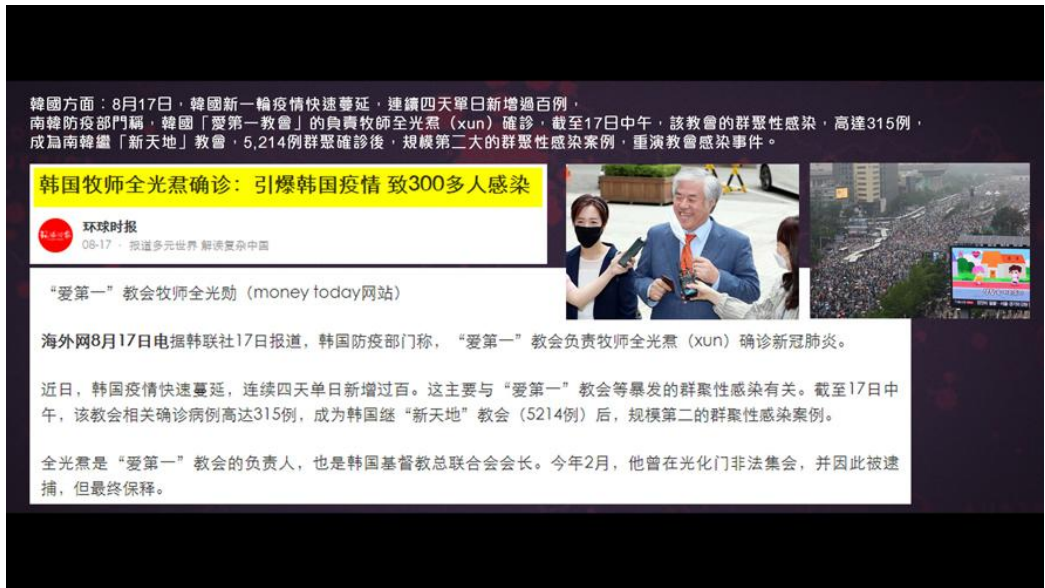 韓國方面：8月17日，韓國新一輪疫情快速蔓延，連續四天單日新增過百例，
南韓防疫部門稱，韓國「愛第一教會」的負責牧師全光焄（xun）確診，截至17日中午，該教會的群聚性感染，高達315例，
成為南韓繼「新天地」教會，5,214例群聚確診後，規模第二大的群聚性感染案例，重演教會感染事件。
韩国牧师全光焄确诊：引爆韩国疫情 致300多人感染
环球时报
08-17 · 报道多元世界 解读复杂中国
“爱第一”教会牧师全光勋（money today网站）
海外网8月17日电据韩联社17日报道，韩国防疫部门称，“爱第一”教会负责牧师全光焄（xun）确诊新冠肺炎。
近日，韩国疫情快速蔓延，连续四天单日新增过百。这主要与“爱第一”教会等暴发的群聚性感染有关。截至17日中
午，该教会相关确诊病例高达315例，成为韩国继“新天地”教会（5214例）后，规模第二的群聚性感染案例。
全光焄是“爱第一”教会的负责人，也是韩国基督教总联合会会长。今年2月，他曾在光化门非法集会，并因此被逮
捕，但最终保释。